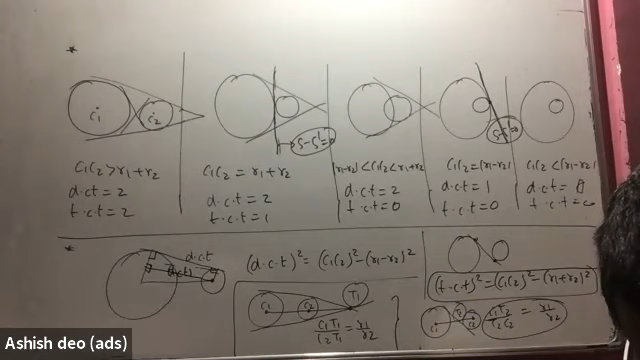 *
C₁ C₂
S-S'=0 S-S'=0
C₁C₂ > r₁+r₂
d.c.t = 2
t.c.t = 2
C₁C₂ = r₁+r₂
d.c.t = 2
t.c.t = 1
|r₁-r₂| < C₁C₂ < r₁+r₂
d.c.t = 2
t.c.t = 0
C₁C₂ = |r₁-r₂|
d.c.t = 1
t.c.t = 0
C₁C₂ < |r₁-r₂|
d.c.t = 0
t.c.t = 0
*
d.c.t
(d.c.t)
(d.c.t)² = (C₁C₂)² - (r₁-r₂)²
C₁ C₂ T₁
C₁T₁/C₂T₁ = r₁/r₂
(t.c.t)² = (C₁C₂)² - (r₁+r₂)²
C₁ T₂ C₂
C₁T₂/T₂C₂ = r₁/r₂
Ashish deo (ads)